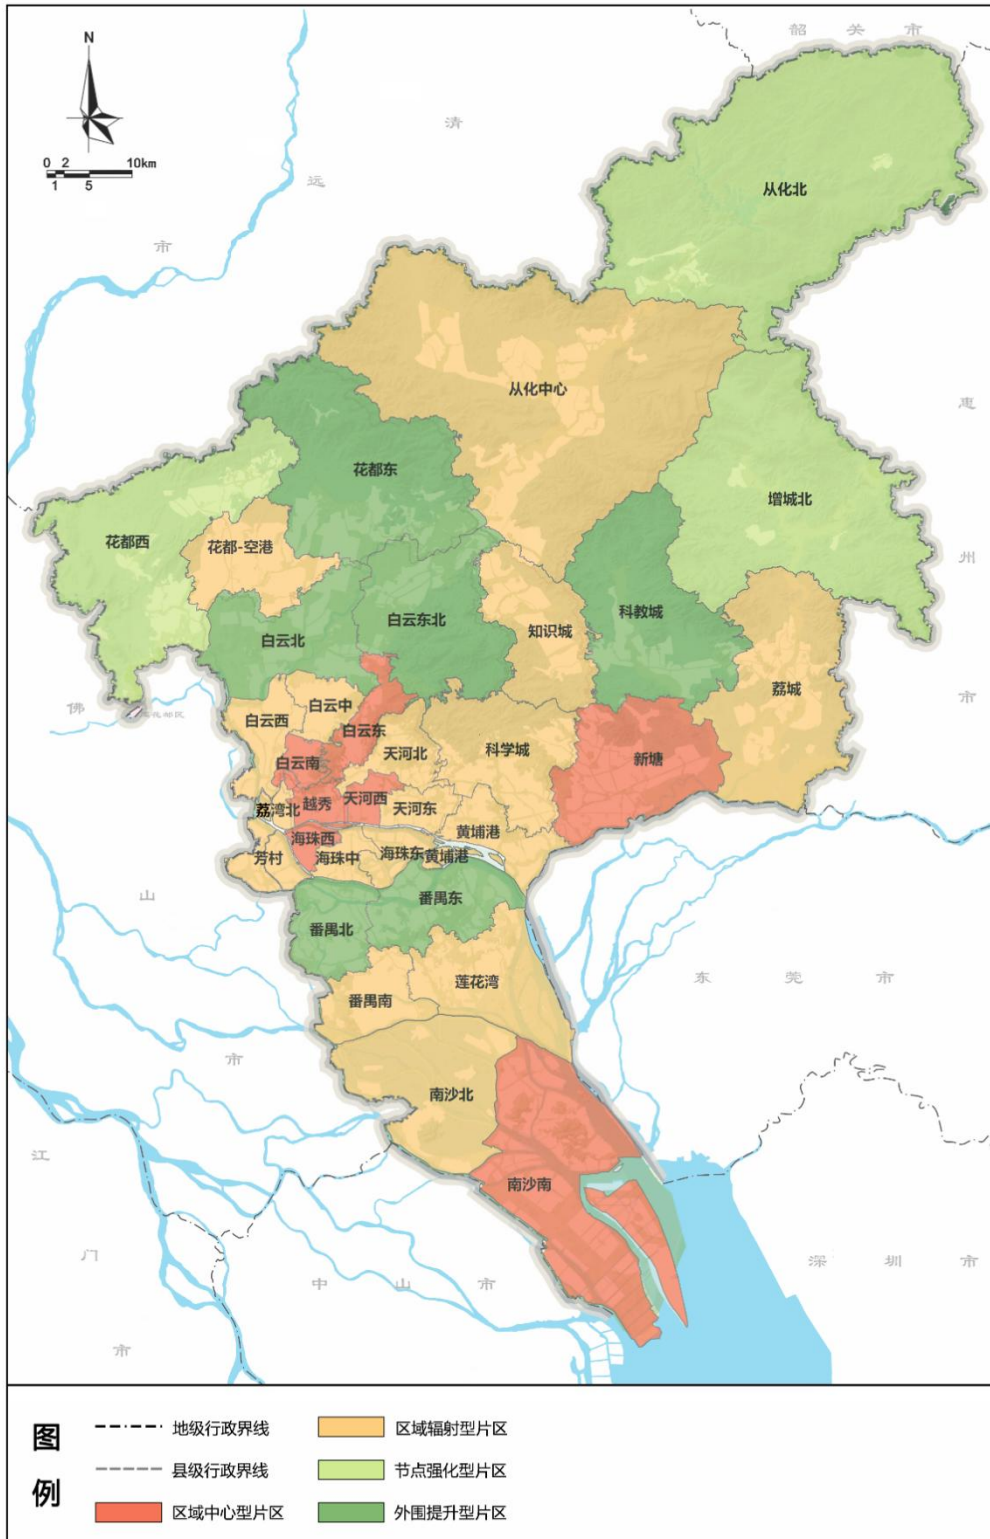 韶关市
N
清
远
市
0 2 10km
1 5
从化北
从化中心
惠
州
市
花都东
增城北
花都西
花都-空港
白云北
白云东北
知识城
科教城
荔城
佛
白云西
白云中
白云东
天河北
科学城
新塘
白云南
荔湾北
越秀
天河西
天河东
黄埔港
海珠西
芳村
海珠中
海珠东
黄埔港
山
番禺东
番禺北
莲花湾
东莞市
番禺南
市
南沙北
江
南沙南
门
中山市
深圳市
市
图例
地级行政界线
区域辐射型片区
县级行政界线
节点强化型片区
区域中心型片区
外围提升型片区